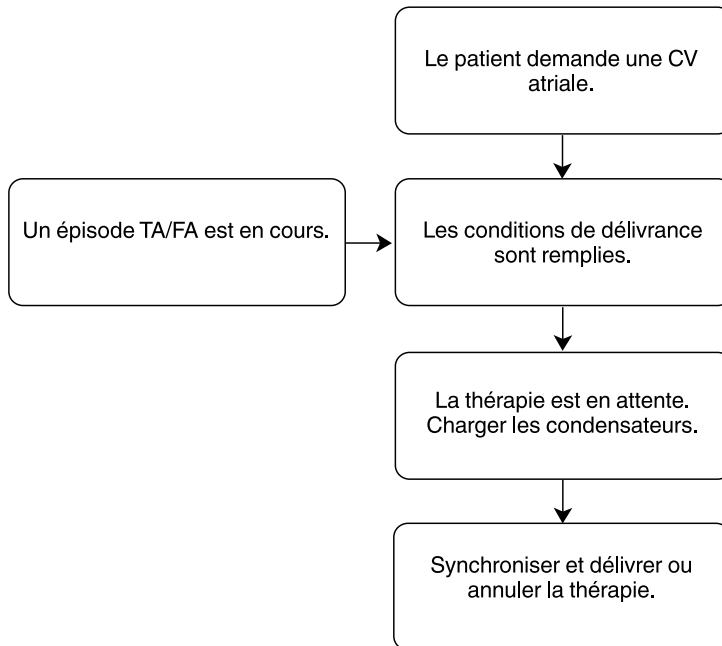 Le patient demande une CV
atriale.
Un épisode TA/FA est en cours.
Les conditions de délivrance
sont remplies.
La thérapie est en attente.
Charger les condensateurs.
Synchroniser et délivrer ou
annuler la thérapie.